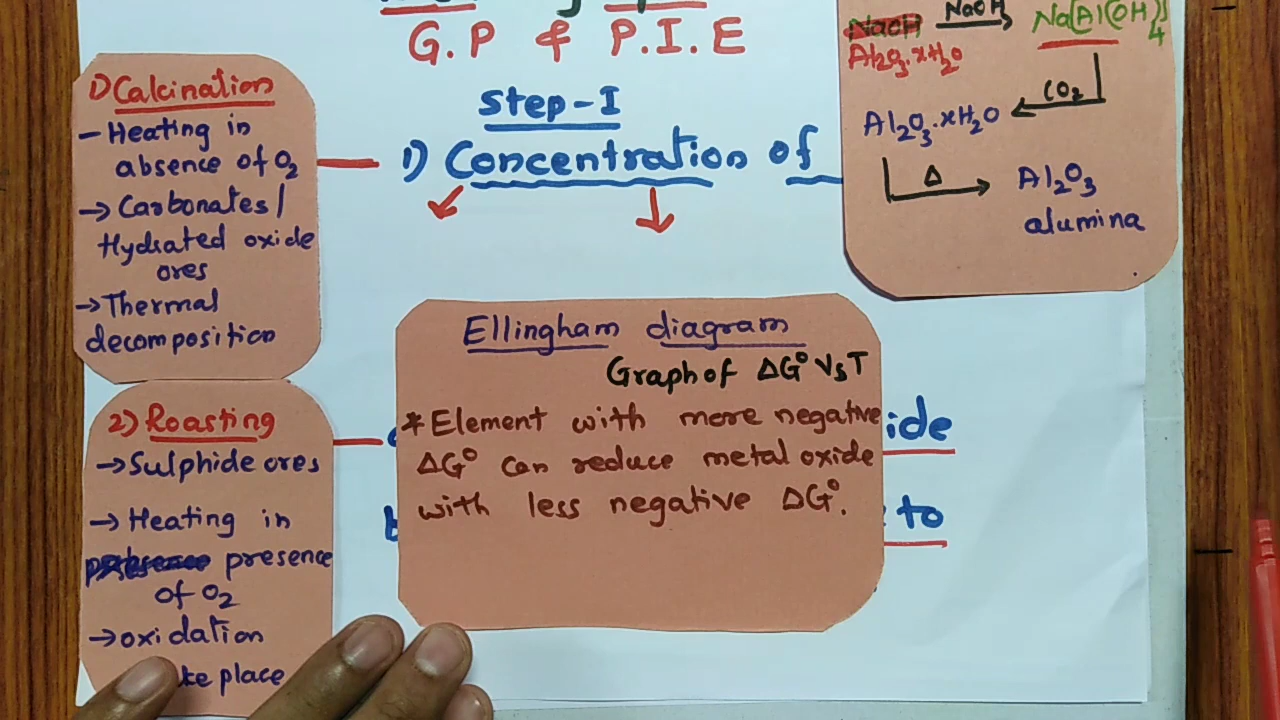 G.P & P.I.E
Step-I
1) Concentration of
1) Calcination
- Heating in
absence of O2
→ Carbonates/
Hydrated oxide
ores
→ Thermal
decomposition
2) Roasting
→ Sulphide ores
→ Heating in
presence
of O2
→ oxidation
place
Ellingham diagram
Graph of ΔG° Vs T
* Element with more negative
ΔG° can reduce metal oxide
with less negative ΔG°.
ide
to
NaOH NaOH Na[Al(OH)4]
Al2O3.xH2O
CO2
Al2O3.xH2O
Δ Al2O3
alumina